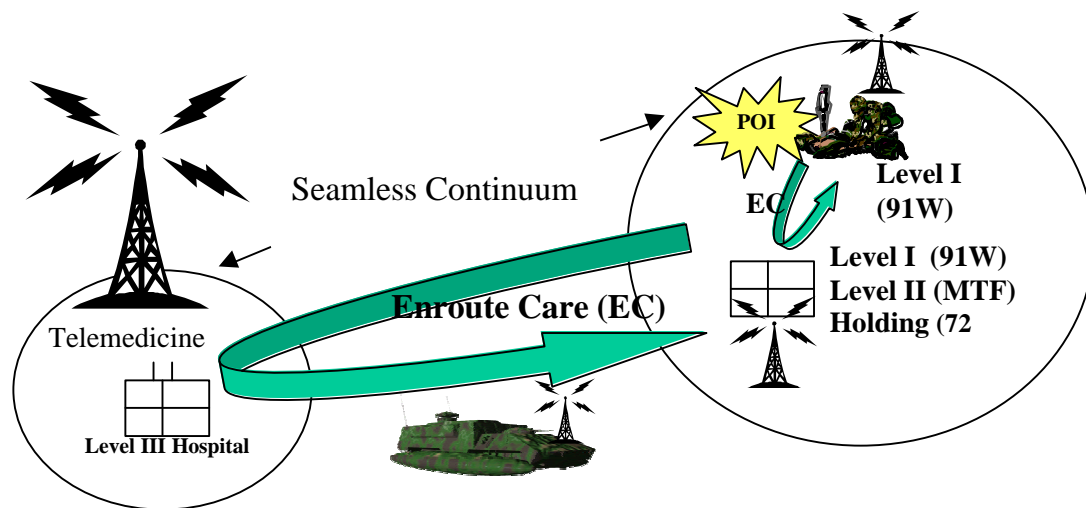 POI
Level I
(91W)
EC
Seamless Continuum
Level I  (91W)
Level II (MTF)
Holding (72
Enroute Care (EC)
Telemedicine
Level III Hospital